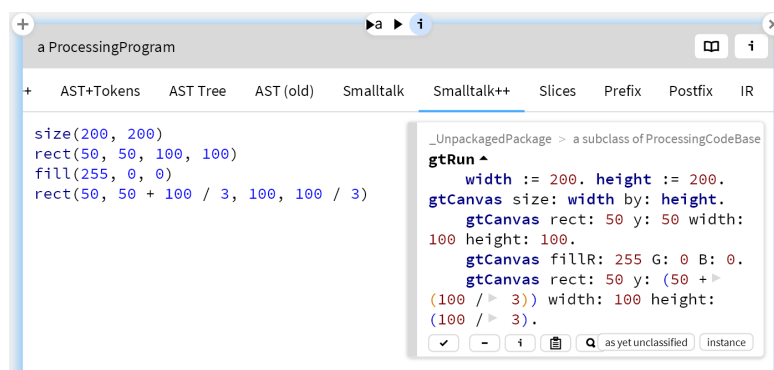 a
i
a ProcessingProgram
i
+ AST+Tokens AST Tree AST (old) Smalltalk Smalltalk++ Slices Prefix Postfix IR
size(200, 200)
rect(50, 50, 100, 100)
fill(255, 0, 0)
rect(50, 50 + 100 / 3, 100, 100 / 3)
_UnpackagedPackage > a subclass of ProcessingCodeBase
gtRun
width := 200. height := 200.
gtCanvas size: width by: height.
gtCanvas rect: 50 y: 50 width:
100 height: 100.
gtCanvas fillR: 255 G: 0 B: 0.
gtCanvas rect: 50 y: (50 +
(100 / 3)) width: 100 height:
(100 / 3).
i as yet unclassified instance